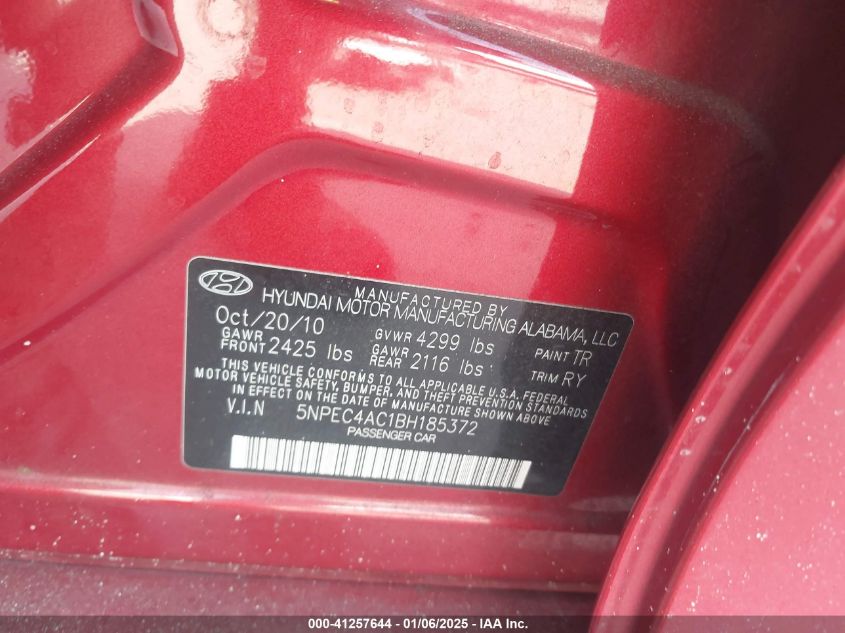 MANUFACTURED BY
HYUNDAI MOTOR MANUFACTURING ALABAMA, LLC
Oct/20/10 GVWR 4299 lbs PAINT TR
GAWR FRONT 2425 lbs GAWR REAR 2116 lbs TRIM RY
THIS VEHICLE CONFORMS TO ALL APPLICABLE U.S.A. FEDERAL
MOTOR VEHICLE SAFETY, BUMPER, AND THEFT PREVENTION STANDARDS
IN EFFECT ON THE DATE OF MANUFACTURE SHOWN ABOVE
V.I.N 5NPEC4AC1BH185372
PASSENGER CAR
000-41257644 - 01/06/2025 - © IAA Inc.